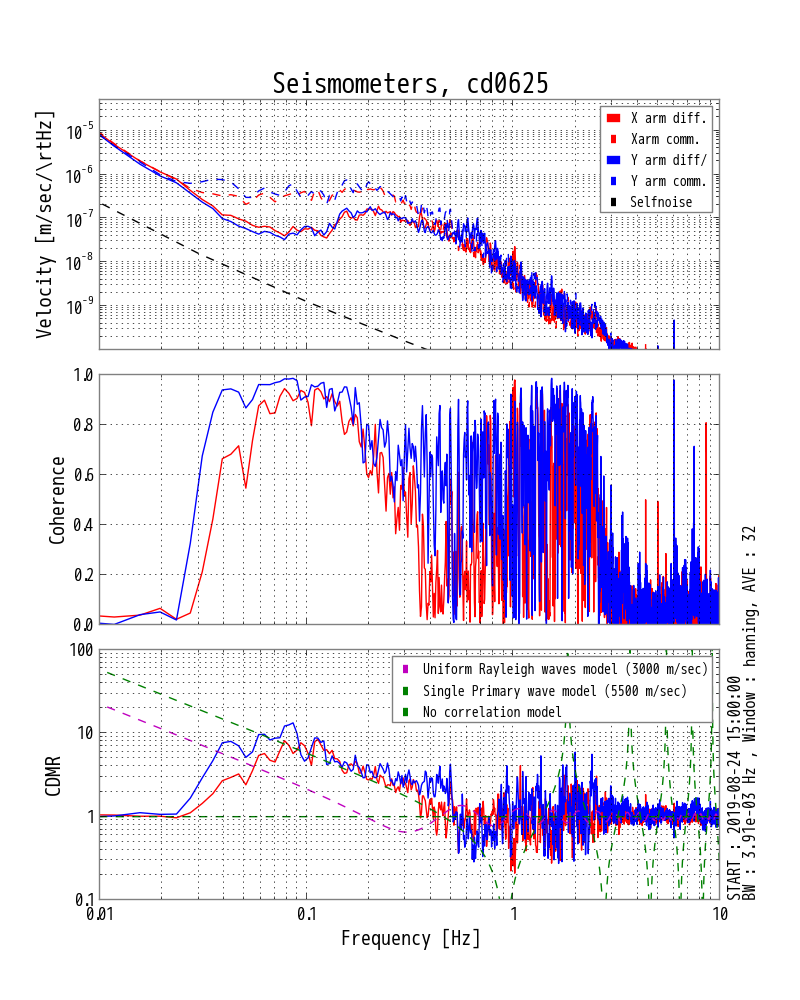 Seismometers, cd0625
Velocity [m/sec/\rtHz]
10-5
10-6
10-7
10-8
10-9
X arm diff.
Xarm comm.
Y arm diff/
Y arm comm.
Selfnoise
Coherence
1.0
0.8
0.6
0.4
0.2
0.0
CDMR
100
10
1
0.1
Uniform Rayleigh waves model (3000 m/sec)
Single Primary wave model (5500 m/sec)
No correlation model
0.01
0.1
1
10
Frequency [Hz]
START : 2019-08-24 15:00:00
BW : 3.91e-03 Hz , Window : hanning, AVE : 32